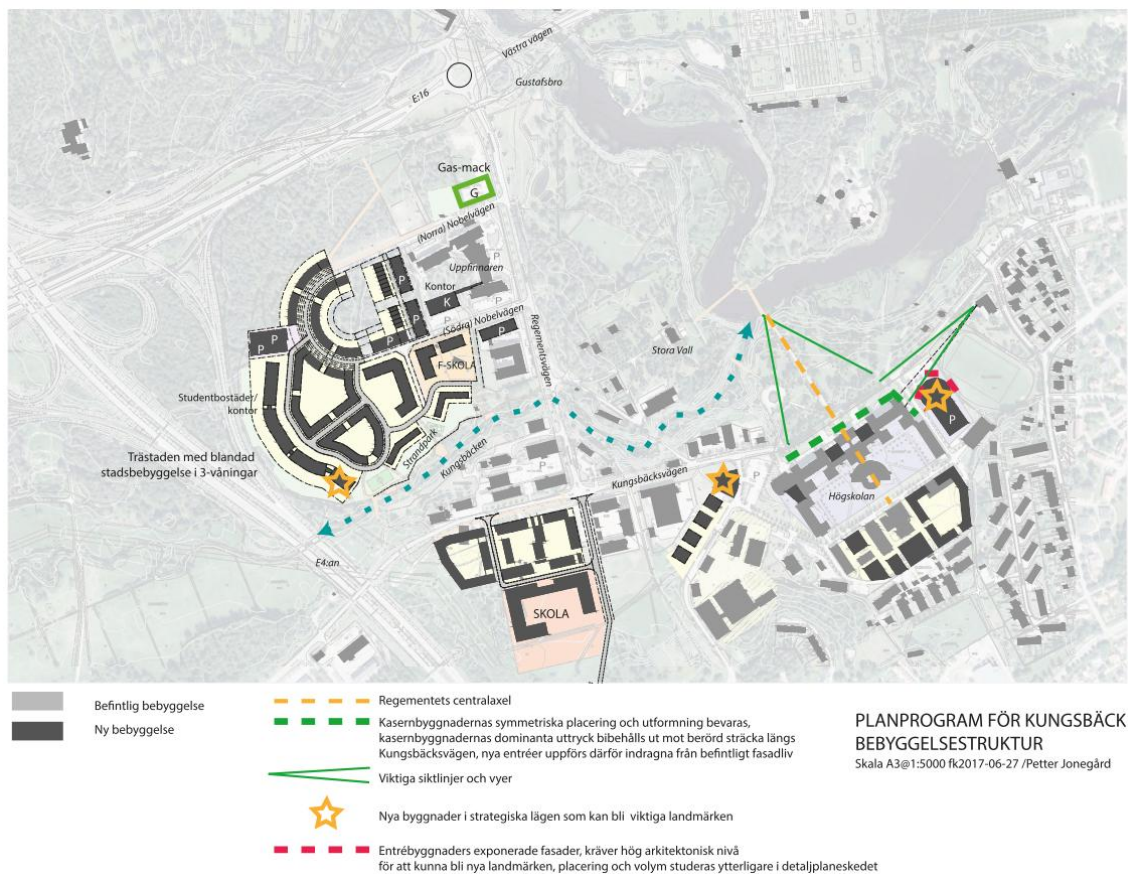 Västra vägen
Gustafsbro
E:16
Gas-mack
G
(Norra) Nobelvägen
Uppfinnaren
P
P
Kontor
K
P
P
P
(Södra) Nobelvägen
P
P
P
F-SKOLA
Regementsvägen
Stora Vall
Studentbostäder/
kontor
Strandpark
Kungsbäcken
Trästaden med blandad
stadsbebyggelse i 3-våningar
P
Kungsbäcksvägen
P
P
Högskolan
E4:an
SKOLA
Befintlig bebyggelse
Ny bebyggelse
Regementets centralaxel
Kasernbyggnadernas symmetriska placering och utformning bevaras,
kasernbyggnadernas dominanta uttryck bibehålls ut mot berörd sträcka längs
Kungsbäcksvägen, nya entréer uppförs därför indragna från befintligt fasadliv
Viktiga siktlinjer och vyer
Nya byggnader i strategiska lägen som kan bli viktiga landmärken
Entrébyggnaders exponerade fasader, kräver hög arkitektonisk nivå
för att kunna bli nya landmärken, placering och volym studeras ytterligare i detaljplaneskedet
PLANPROGRAM FÖR KUNGSBÄCK
BEBYGGELSESTRUKTUR
Skala A3@1:5000 fk2017-06-27 /Petter Jonegård